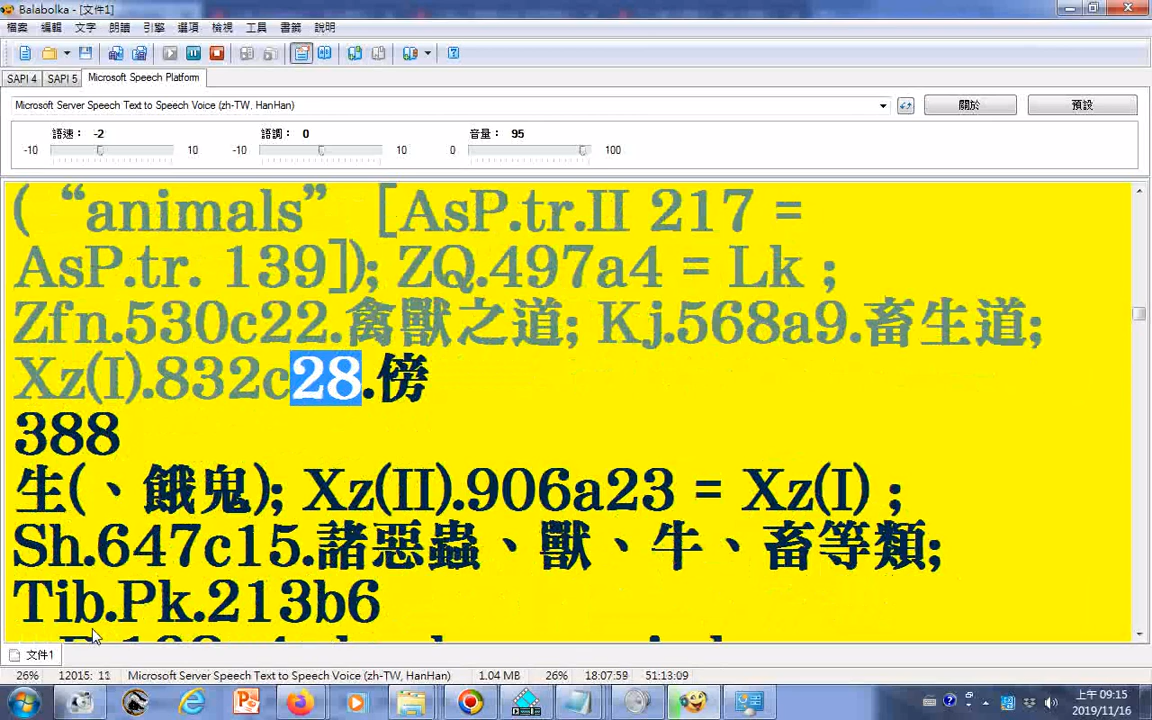 Balabolka - [文件1]
檔案 編輯 文字 朗讀 引擎 選項 檢視 工具 書籤 說明
SAPI 4 SAPI 5 Microsoft Speech Platform
Microsoft Server Speech Text to Speech Voice (zh-TW, HanHan) 關於 預設
語速： -2 語調： 0 音量： 95
-10 10 -10 10 0 100
(“animals” [AsP.tr.II 217 =
AsP.tr. 139]); ZQ.497a4 = Lk ;
Zfn.530c22.禽獸之道; Kj.568a9.畜生道;
Xz(I).832c28.傍
388
生(、餓鬼); Xz(II).906a23 = Xz(I) ;
Sh.647c15.諸惡蟲、獸、牛、畜等類;
Tib.Pk.213b6
文件1
26% 12015: 11 Microsoft Server Speech Text to Speech Voice (zh-TW, HanHan) 1.04 MB 26% 18:07:59 51:13:09
上午 09:15
2019/11/16